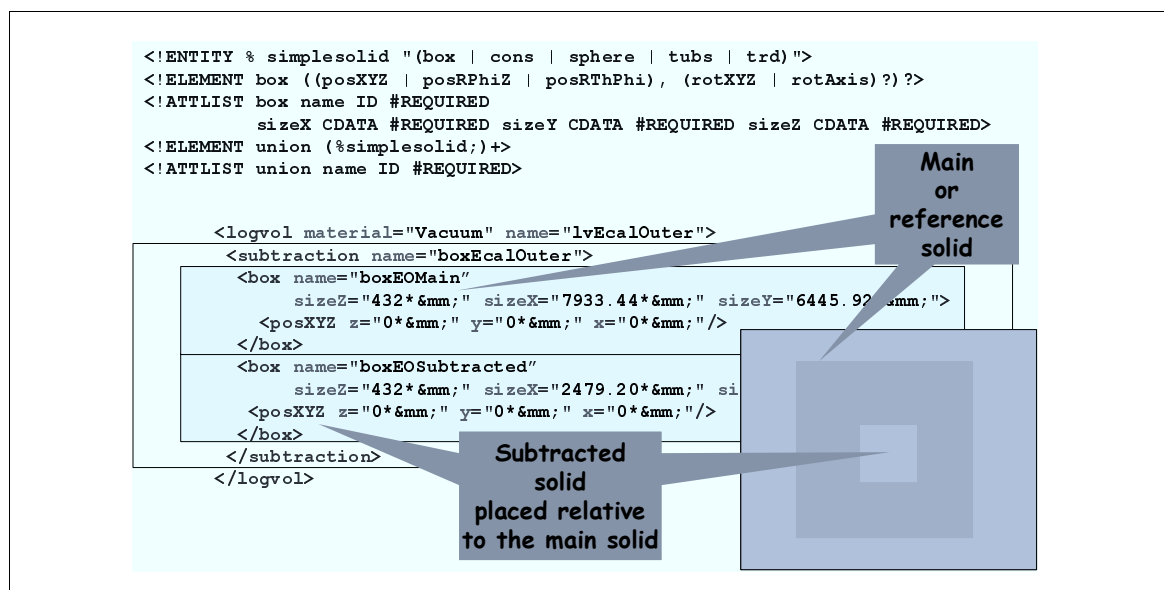 <!ENTITY % simplesolid "(box | cons | sphere | tubs | trd)">
<!ELEMENT box ((posXYZ | posRPhiZ | posRThPhi), (rotXYZ | rotAxis)?)?>
<!ATTLIST box name ID #REQUIRED
sizeX CDATA #REQUIRED sizeY CDATA #REQUIRED sizeZ CDATA #REQUIRED>
<!ELEMENT union (%simplesolid;)+>
<!ATTLIST union name ID #REQUIRED>
Main
or
reference
solid
<logvol material="Vacuum" name="lvEcalOuter">
<subtraction name="boxEcalOuter">
<box name="boxEOMain”
sizeZ="432*&mm;" sizeX="7933.44*&mm;" sizeY="6445.92 &mm;">
<posXYZ z="0*&mm;" y="0*&mm;" x="0*&mm;"/>
</box>
<box name="boxEOSubtracted”
sizeZ="432*&mm;" sizeX="2479.20*&mm;" si
<posXYZ z="0*&mm;" y="0*&mm;" x="0*&mm;"/>
</box>
</subtraction>
</logvol>
Subtracted
solid
placed relative
to the main solid